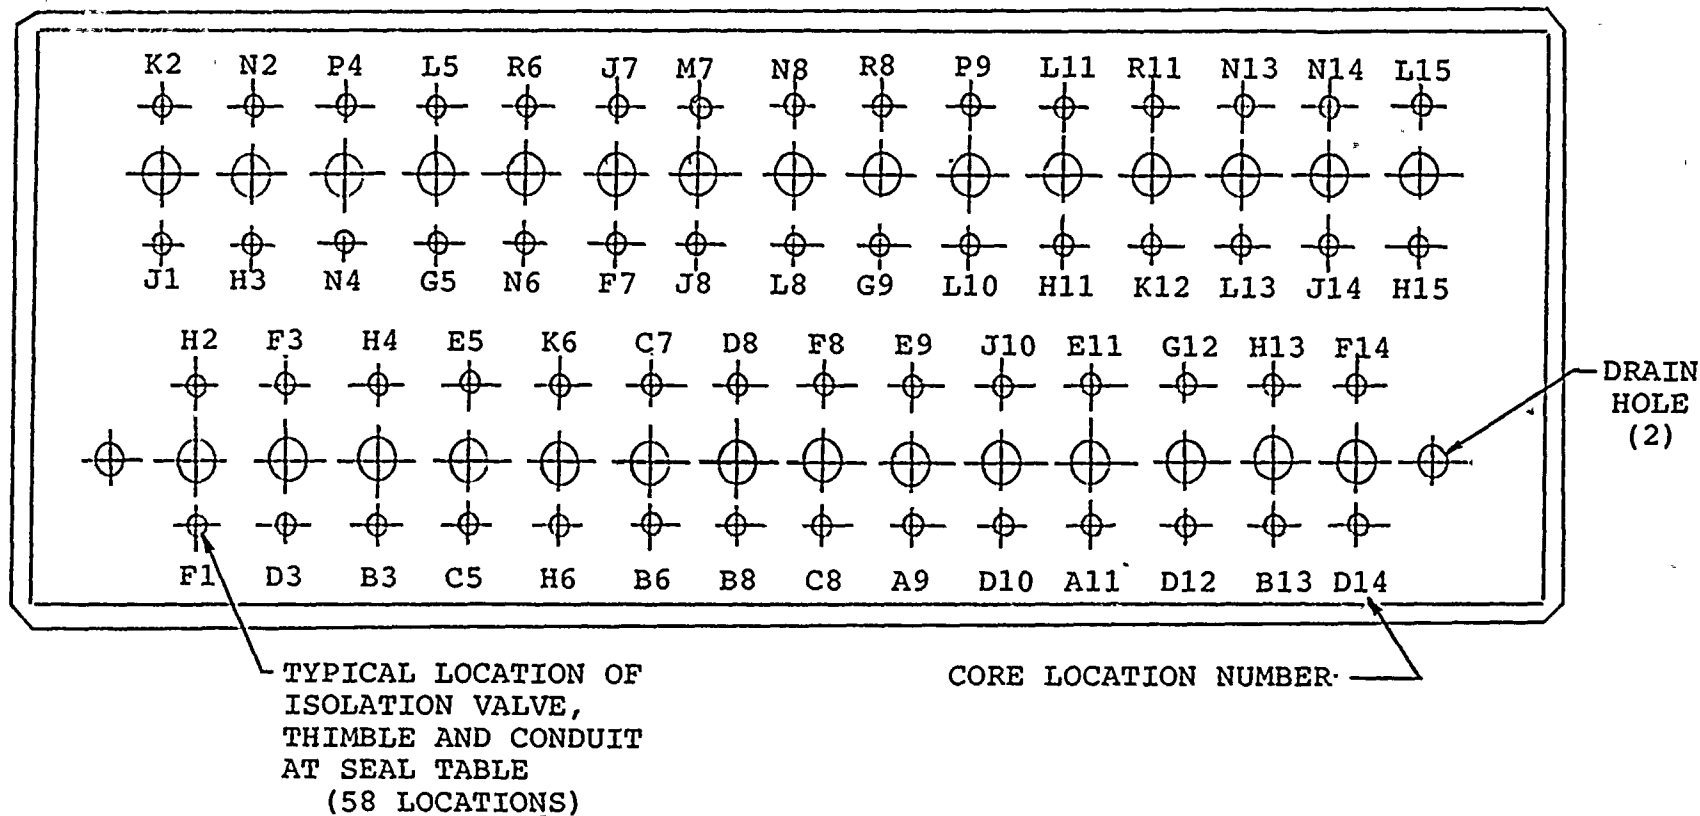 K2 N2 P4 L5 R6 J7 M7 N8 R8 P9 L11 R11 N13 N14 L15
J1 H3 N4 G5 N6 F7 J8 L8 G9 L10 H11 K12 L13 J14 H15
H2 F3 H4 E5 K6 C7 D8 F8 E9 J10 E11 G12 H13 F14
DRAIN
HOLE
(2)
F1 D3 B3 C5 H6 B6 B8 C8 A9 D10 A11 D12 B13 D14
TYPICAL LOCATION OF
ISOLATION VALVE,
THIMBLE AND CONDUIT
AT SEAL TABLE
(58 LOCATIONS)
CORE LOCATION NUMBER